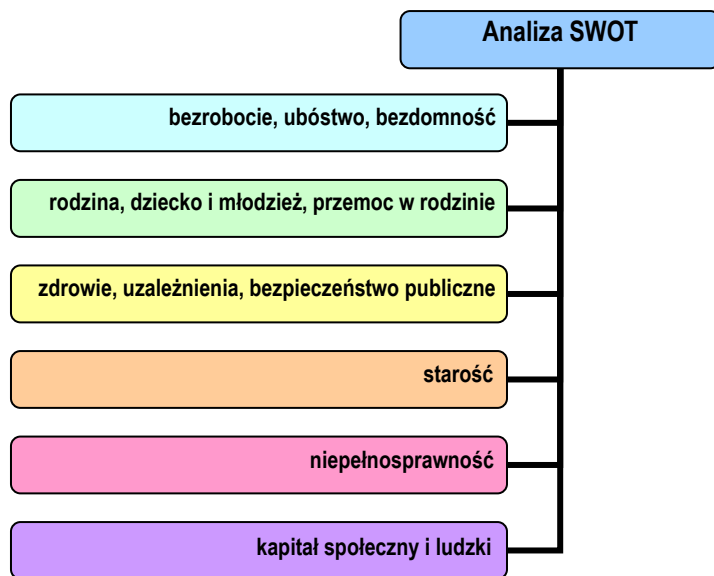 Analiza SWOT
bezrobocie, ubóstwo, bezdomność
rodzina, dziecko i młodzież, przemoc w rodzinie
zdrowie, uzależnienia, bezpieczeństwo publiczne
starość
niepełnosprawność
kapitał społeczny i ludzki